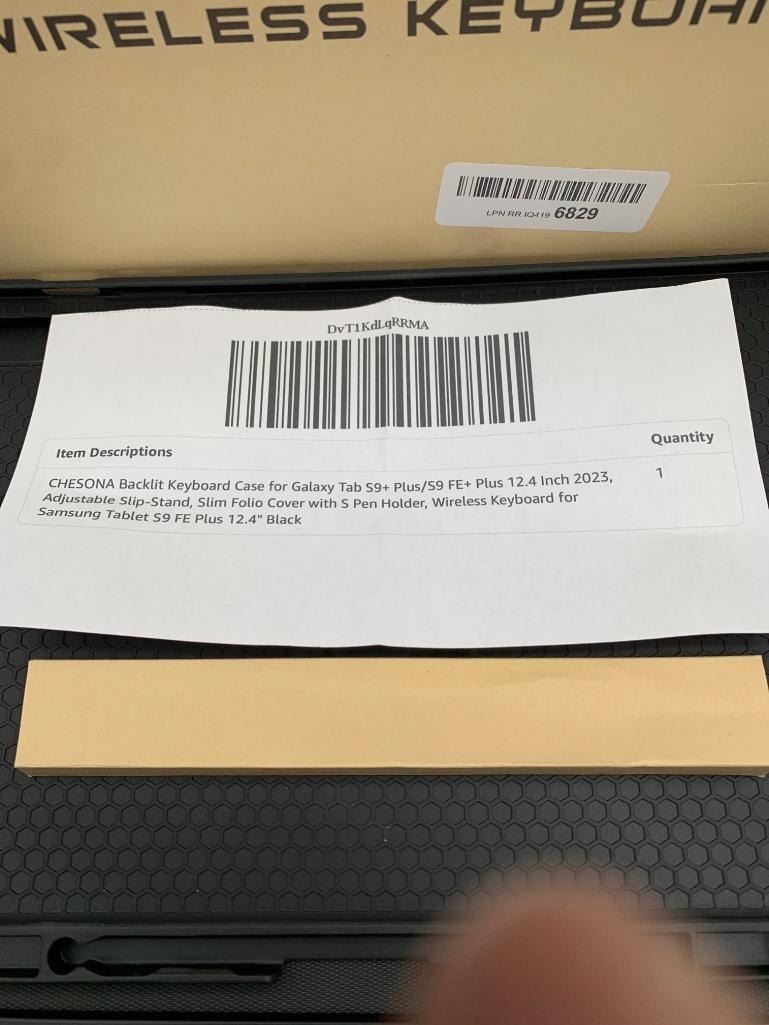 WIRELESS KEYBOAR
LPN RR IQ419 6829
DvT1KdLqRRMA
Item Descriptions
Quantity
CHESONA Backlit Keyboard Case for Galaxy Tab S9+ Plus/S9 FE+ Plus 12.4 Inch 2023,
1
Adjustable Slip-Stand, Slim Folio Cover with S Pen Holder, Wireless Keyboard for
Samsung Tablet S9 FE Plus 12.4" Black